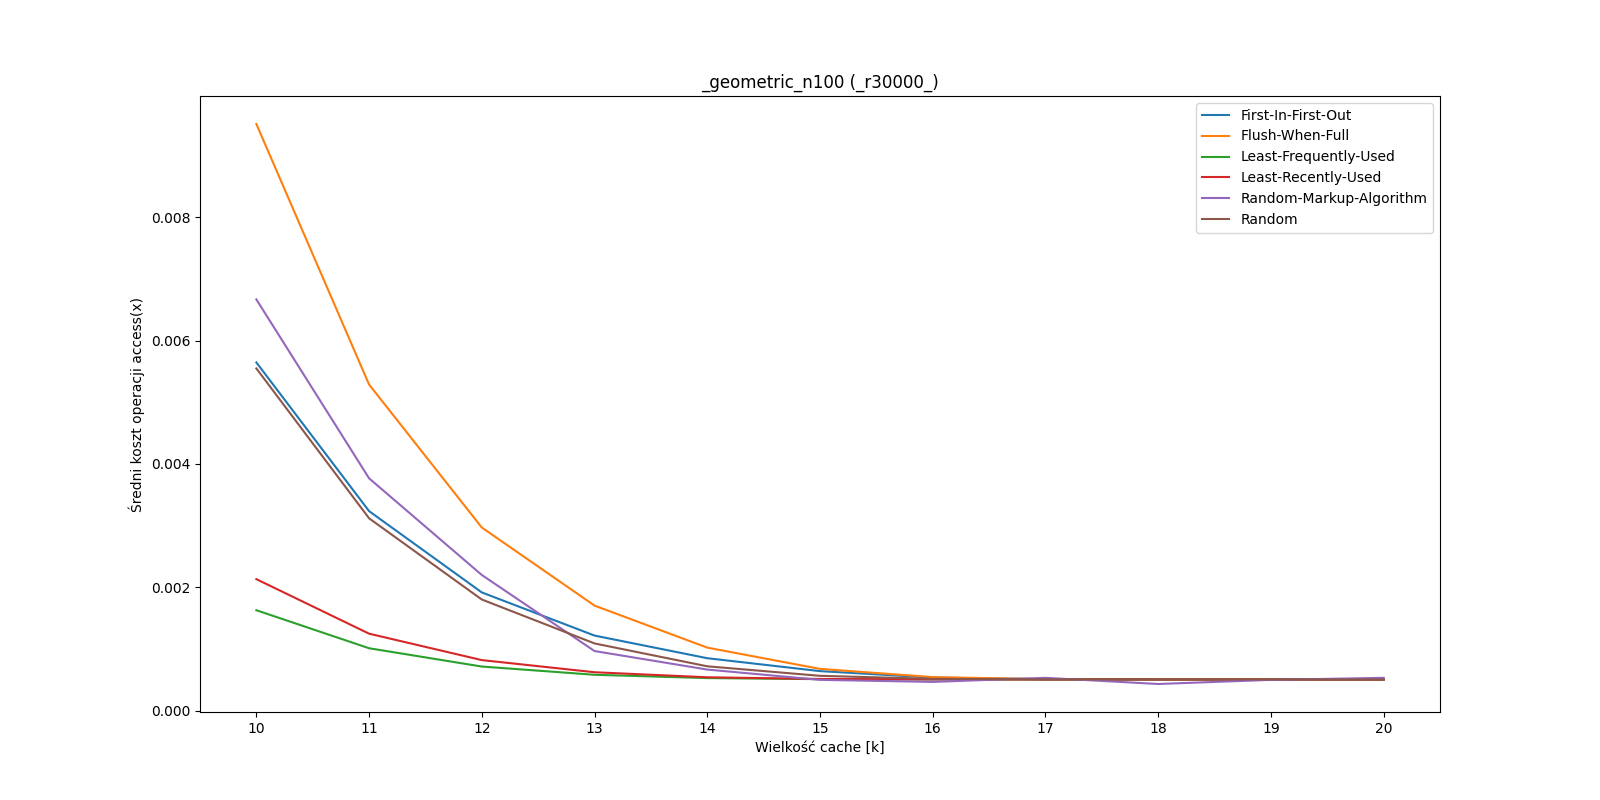 _geometric_n100 (_r30000_)
First-In-First-Out
Flush-When-Full
Least-Frequently-Used
Least-Recently-Used
Random-Markup-Algorithm
Random
Średni koszt operacji access(x)
0.008
0.006
0.004
0.002
0.000
10 11 12 13 14 15 16 17 18 19 20
Wielkość cache [k]